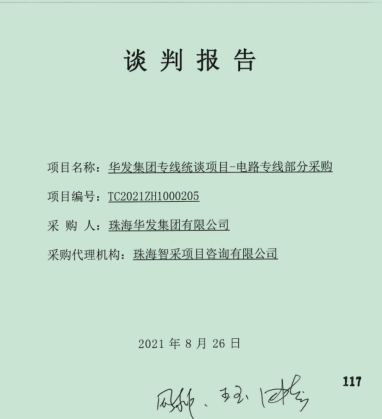 谈判报告
项目名称：华发集团专线统谈项目-电路专线部分采购
项目编号：TC2021ZH1000205
采购人：珠海华发集团有限公司
采购代理机构：珠海智采项目咨询有限公司
2021年8月26日
117